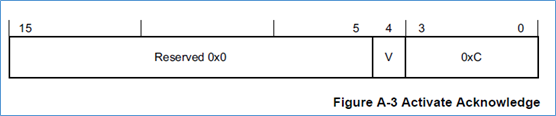 15 5 4 3 0
Reserved 0x0 V 0xC
Figure A-3 Activate Acknowledge